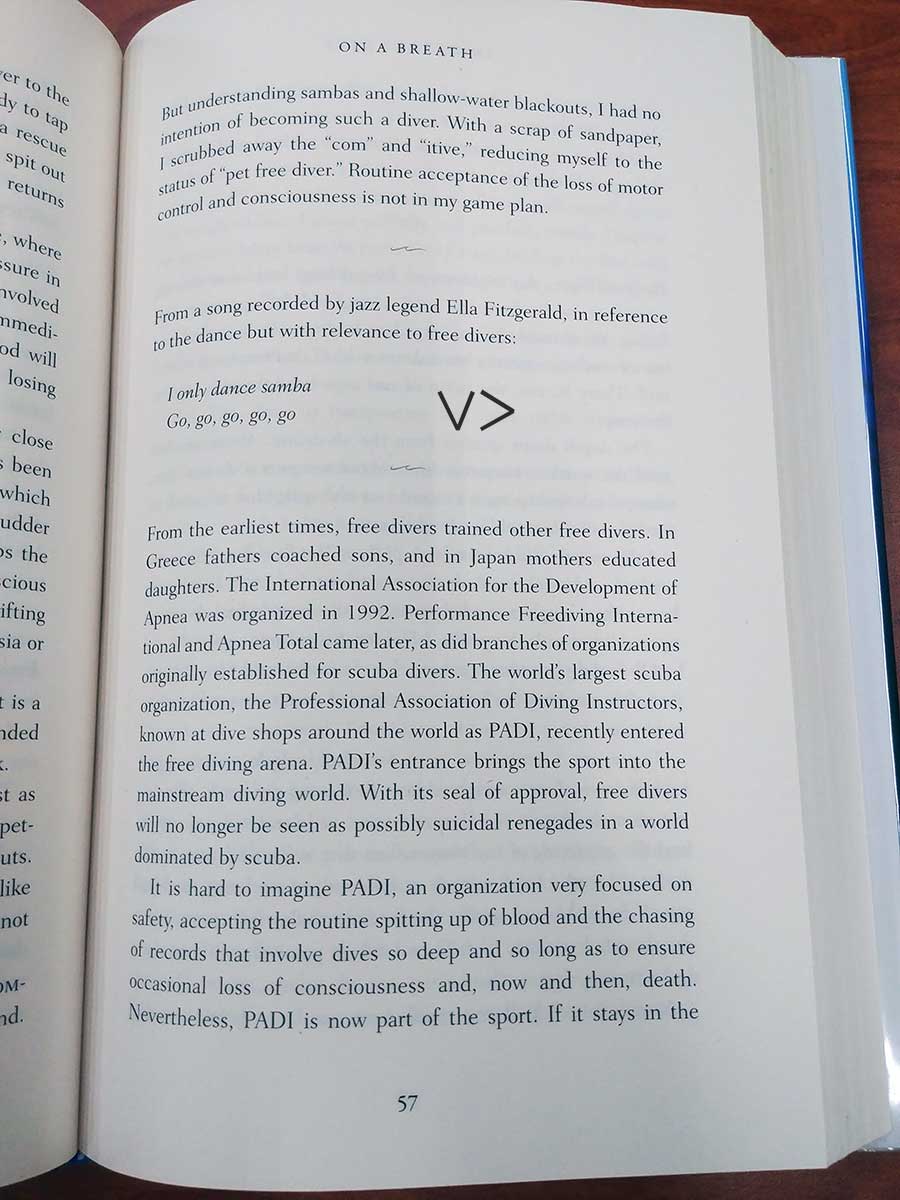 er to the
dy to tap
a rescue
spit out
returns
, where
ssure in
nvolved
mmedi-
od will
losing
close
s been
which
udder
os the
scious
ifting
sia or
t is a
nded
st as
pet-
uts.
like
not
OM-
nd.
ON A BREATH
But understanding sambas and shallow-water blackouts, I had no
intention of becoming such a diver. With a scrap of sandpaper,
I scrubbed away the “com” and “itive,” reducing myself to the
status of “pet free diver.” Routine acceptance of the loss of motor
control and consciousness is not in my game plan.
From a song recorded by jazz legend Ella Fitzgerald, in reference
to the dance but with relevance to free divers:
I only dance samba
Go, go, go, go, go
V>
From the earliest times, free divers trained other free divers. In
Greece fathers coached sons, and in Japan mothers educated
daughters. The International Association for the Development of
Apnea was organized in 1992. Performance Freediving Interna-
tional and Apnea Total came later, as did branches of organizations
originally established for scuba divers. The world’s largest scuba
organization, the Professional Association of Diving Instructors,
known at dive shops around the world as PADI, recently entered
the free diving arena. PADI’s entrance brings the sport into the
mainstream diving world. With its seal of approval, free divers
will no longer be seen as possibly suicidal renegades in a world
dominated by scuba.
It is hard to imagine PADI, an organization very focused on
safety, accepting the routine spitting up of blood and the chasing
of records that involve dives so deep and so long as to ensure
occasional loss of consciousness and, now and then, death.
Nevertheless, PADI is now part of the sport. If it stays in the
57